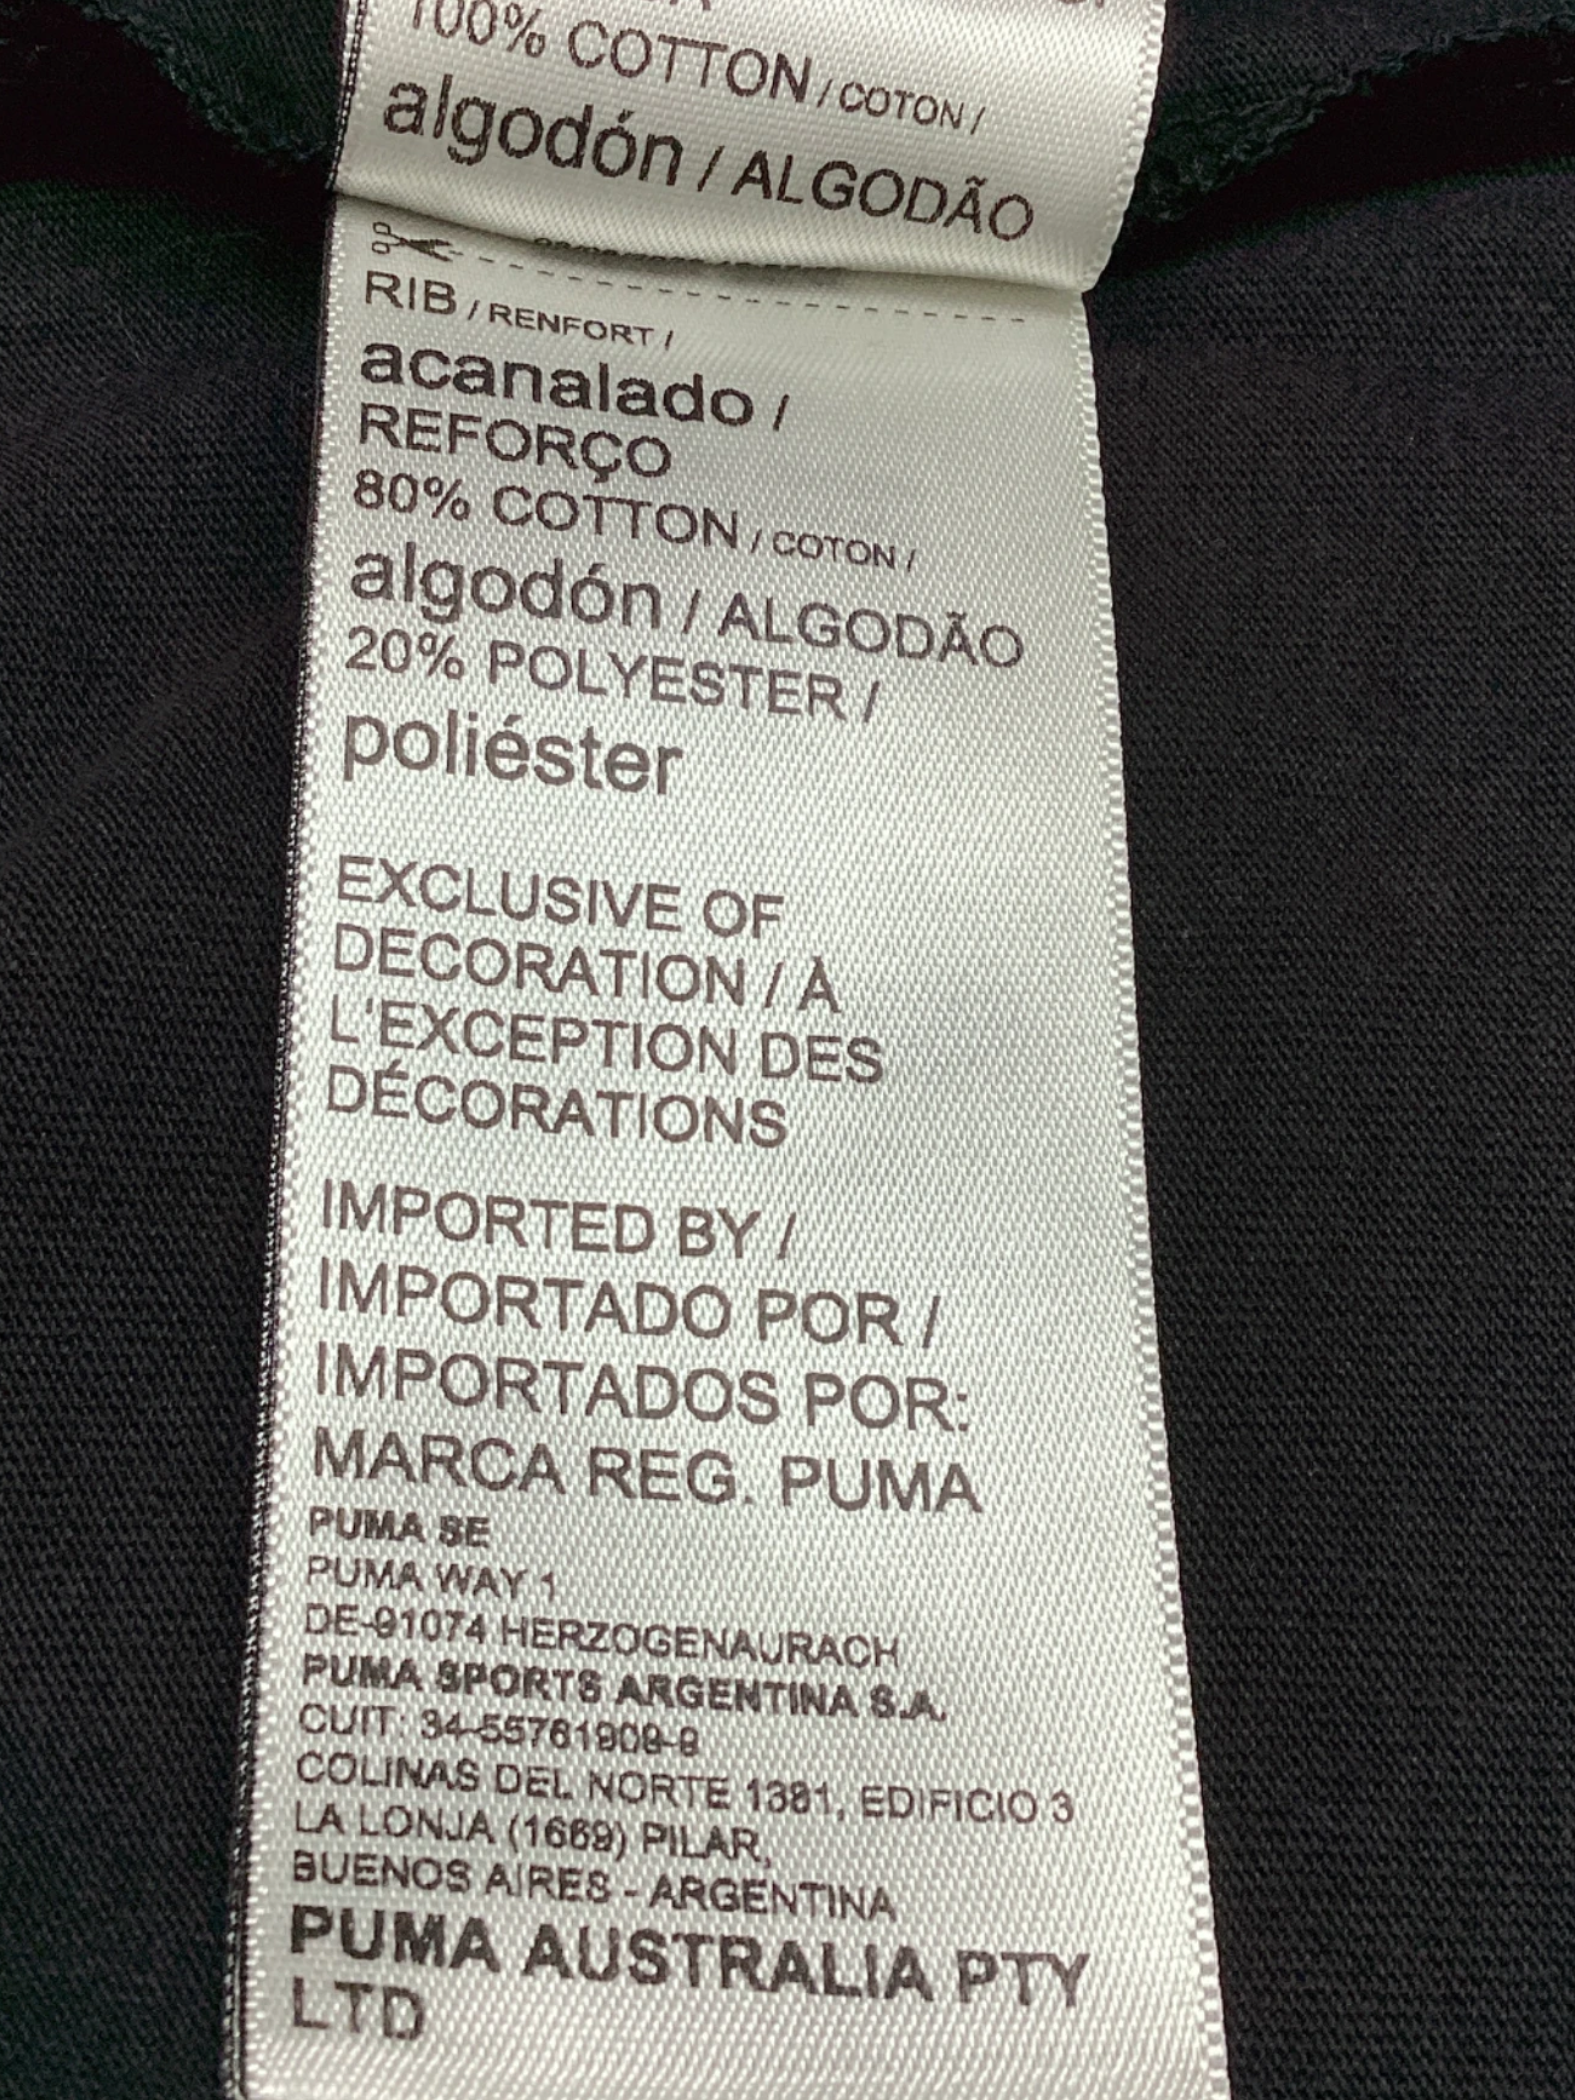 100% COTTON / COTON /
algodón / ALGODÃO
RIB / RENFORT /
acanalado /
REFORÇO
80% COTTON / COTON /
algodón / ALGODÃO
20% POLYESTER /
poliéster
EXCLUSIVE OF
DECORATION / À
L'EXCEPTION DES
DÉCORATIONS
IMPORTED BY /
IMPORTADO POR /
IMPORTADOS POR:
MARCA REG. PUMA
PUMA SE
PUMA WAY 1
DE-91074 HERZOGENAURACH
PUMA SPORTS ARGENTINA S.A.
CUIT:
COLINAS DEL NORTE 1381, EDIFICIO 3
LA LONJA (1669) PILAR,
BUENOS AIRES - ARGENTINA
PUMA AUSTRALIA PTY
LTD